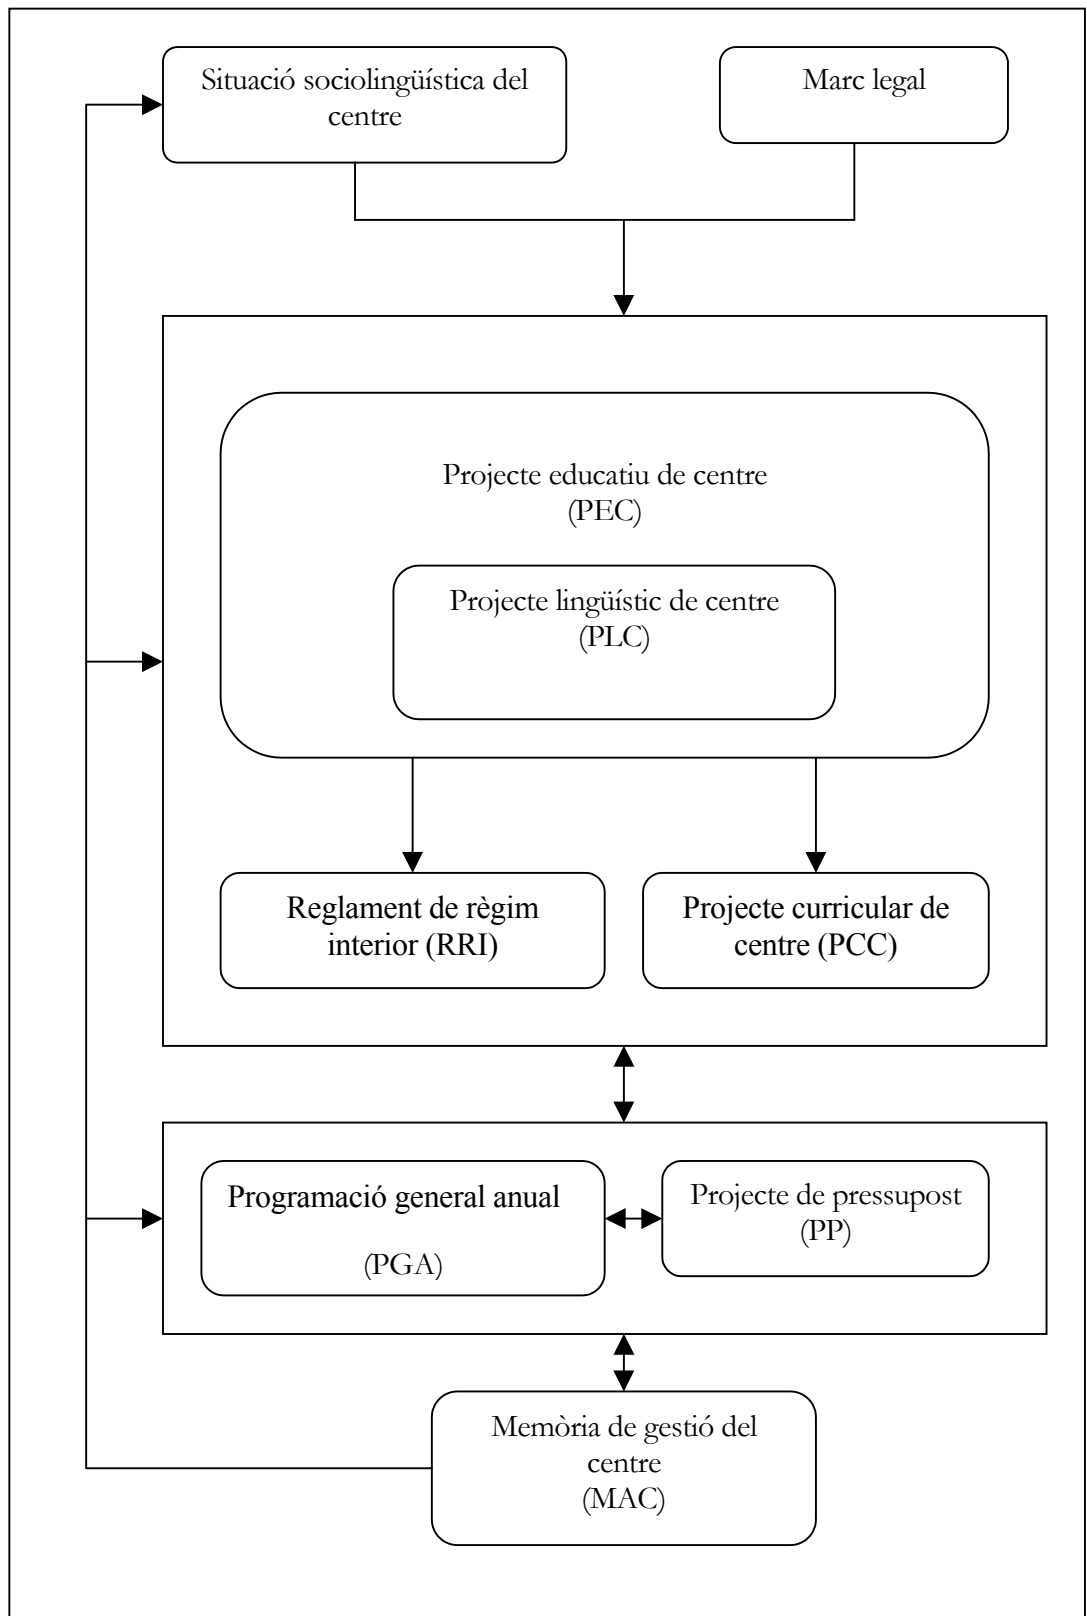 Situació sociolingüística del
centre
Marc legal
Projecte educatiu de centre
(PEC)
Projecte lingüístic de centre
(PLC)
Reglament de règim
interior (RRI)
Projecte curricular de
centre (PCC)
Programació general anual
(PGA)
Projecte de pressupost
(PP)
Memòria de gestió del
centre
(MAC)